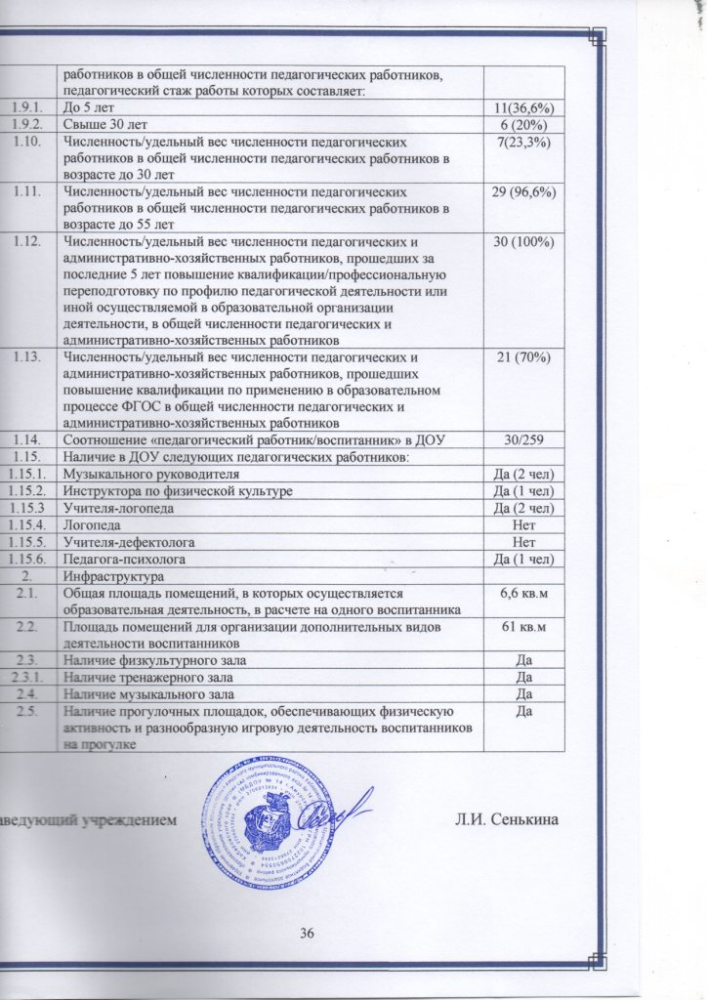 работников в общей численности педагогических работников,
педагогический стаж работы которых составляет:
1.9.1. До 5 лет 11(36,6%)
1.9.2. Свыше 30 лет 6 (20%)
1.10. Численность/удельный вес численности педагогических 7(23,3%)
работников в общей численности педагогических работников в
возрасте до 30 лет
1.11. Численность/удельный вес численности педагогических 29 (96,6%)
работников в общей численности педагогических работников в
возрасте до 55 лет
1.12. Численность/удельный вес численности педагогических и 30 (100%)
административно-хозяйственных работников, прошедших за
последние 5 лет повышение квалификации/профессиональную
переподготовку по профилю педагогической деятельности или
иной осуществляемой в образовательной организации
деятельности, в общей численности педагогических и
административно-хозяйственных работников
1.13. Численность/удельный вес численности педагогических и 21 (70%)
административно-хозяйственных работников, прошедших
повышение квалификации по применению в образовательном
процессе ФГОС в общей численности педагогических и
административно-хозяйственных работников
1.14. Соотношение «педагогический работник/воспитанник» в ДОУ 30/259
1.15. Наличие в ДОУ следующих педагогических работников:
1.15.1. Музыкального руководителя Да (2 чел)
1.15.2. Инструктора по физической культуре Да (1 чел)
1.15.3 Учителя-логопеда Да (2 чел)
1.15.4. Логопеда Нет
1.15.5. Учителя-дефектолога Нет
1.15.6. Педагога-психолога Да (1 чел)
2. Инфраструктура
2.1. Общая площадь помещений, в которых осуществляется 6,6 кв.м
образовательная деятельность, в расчете на одного воспитанника
2.2. Площадь помещений для организации дополнительных видов 61 кв.м
деятельности воспитанников
2.3. Наличие физкультурного зала Да
2.3.1. Наличие тренажерного зала Да
2.4. Наличие музыкального зала Да
2.5. Наличие прогулочных площадок, обеспечивающих физическую Да
активность и разнообразную игровую деятельность воспитанников
на прогулке
аведующий учреждением Л.И. Сенькина
36